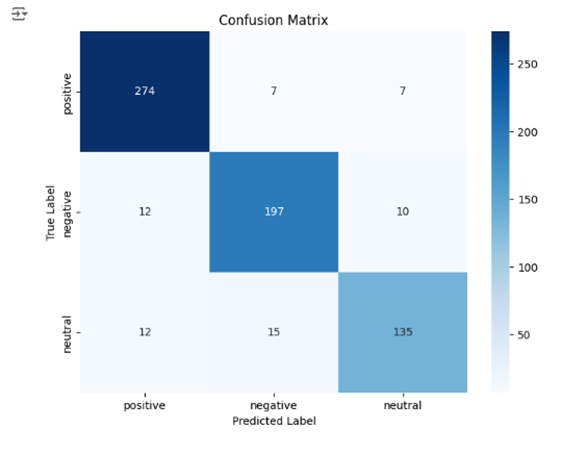 Confusion Matrix
True Label
positive
274 7 7
negative
12 197 10
neutral
12 15 135
positive negative neutral
Predicted Label
250
200
150
100
50